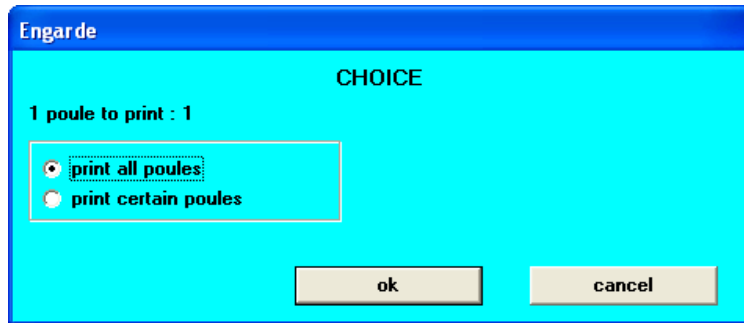 Engarde
CHOICE
1 poule to print : 1
print all poules
print certain poules
ok
cancel